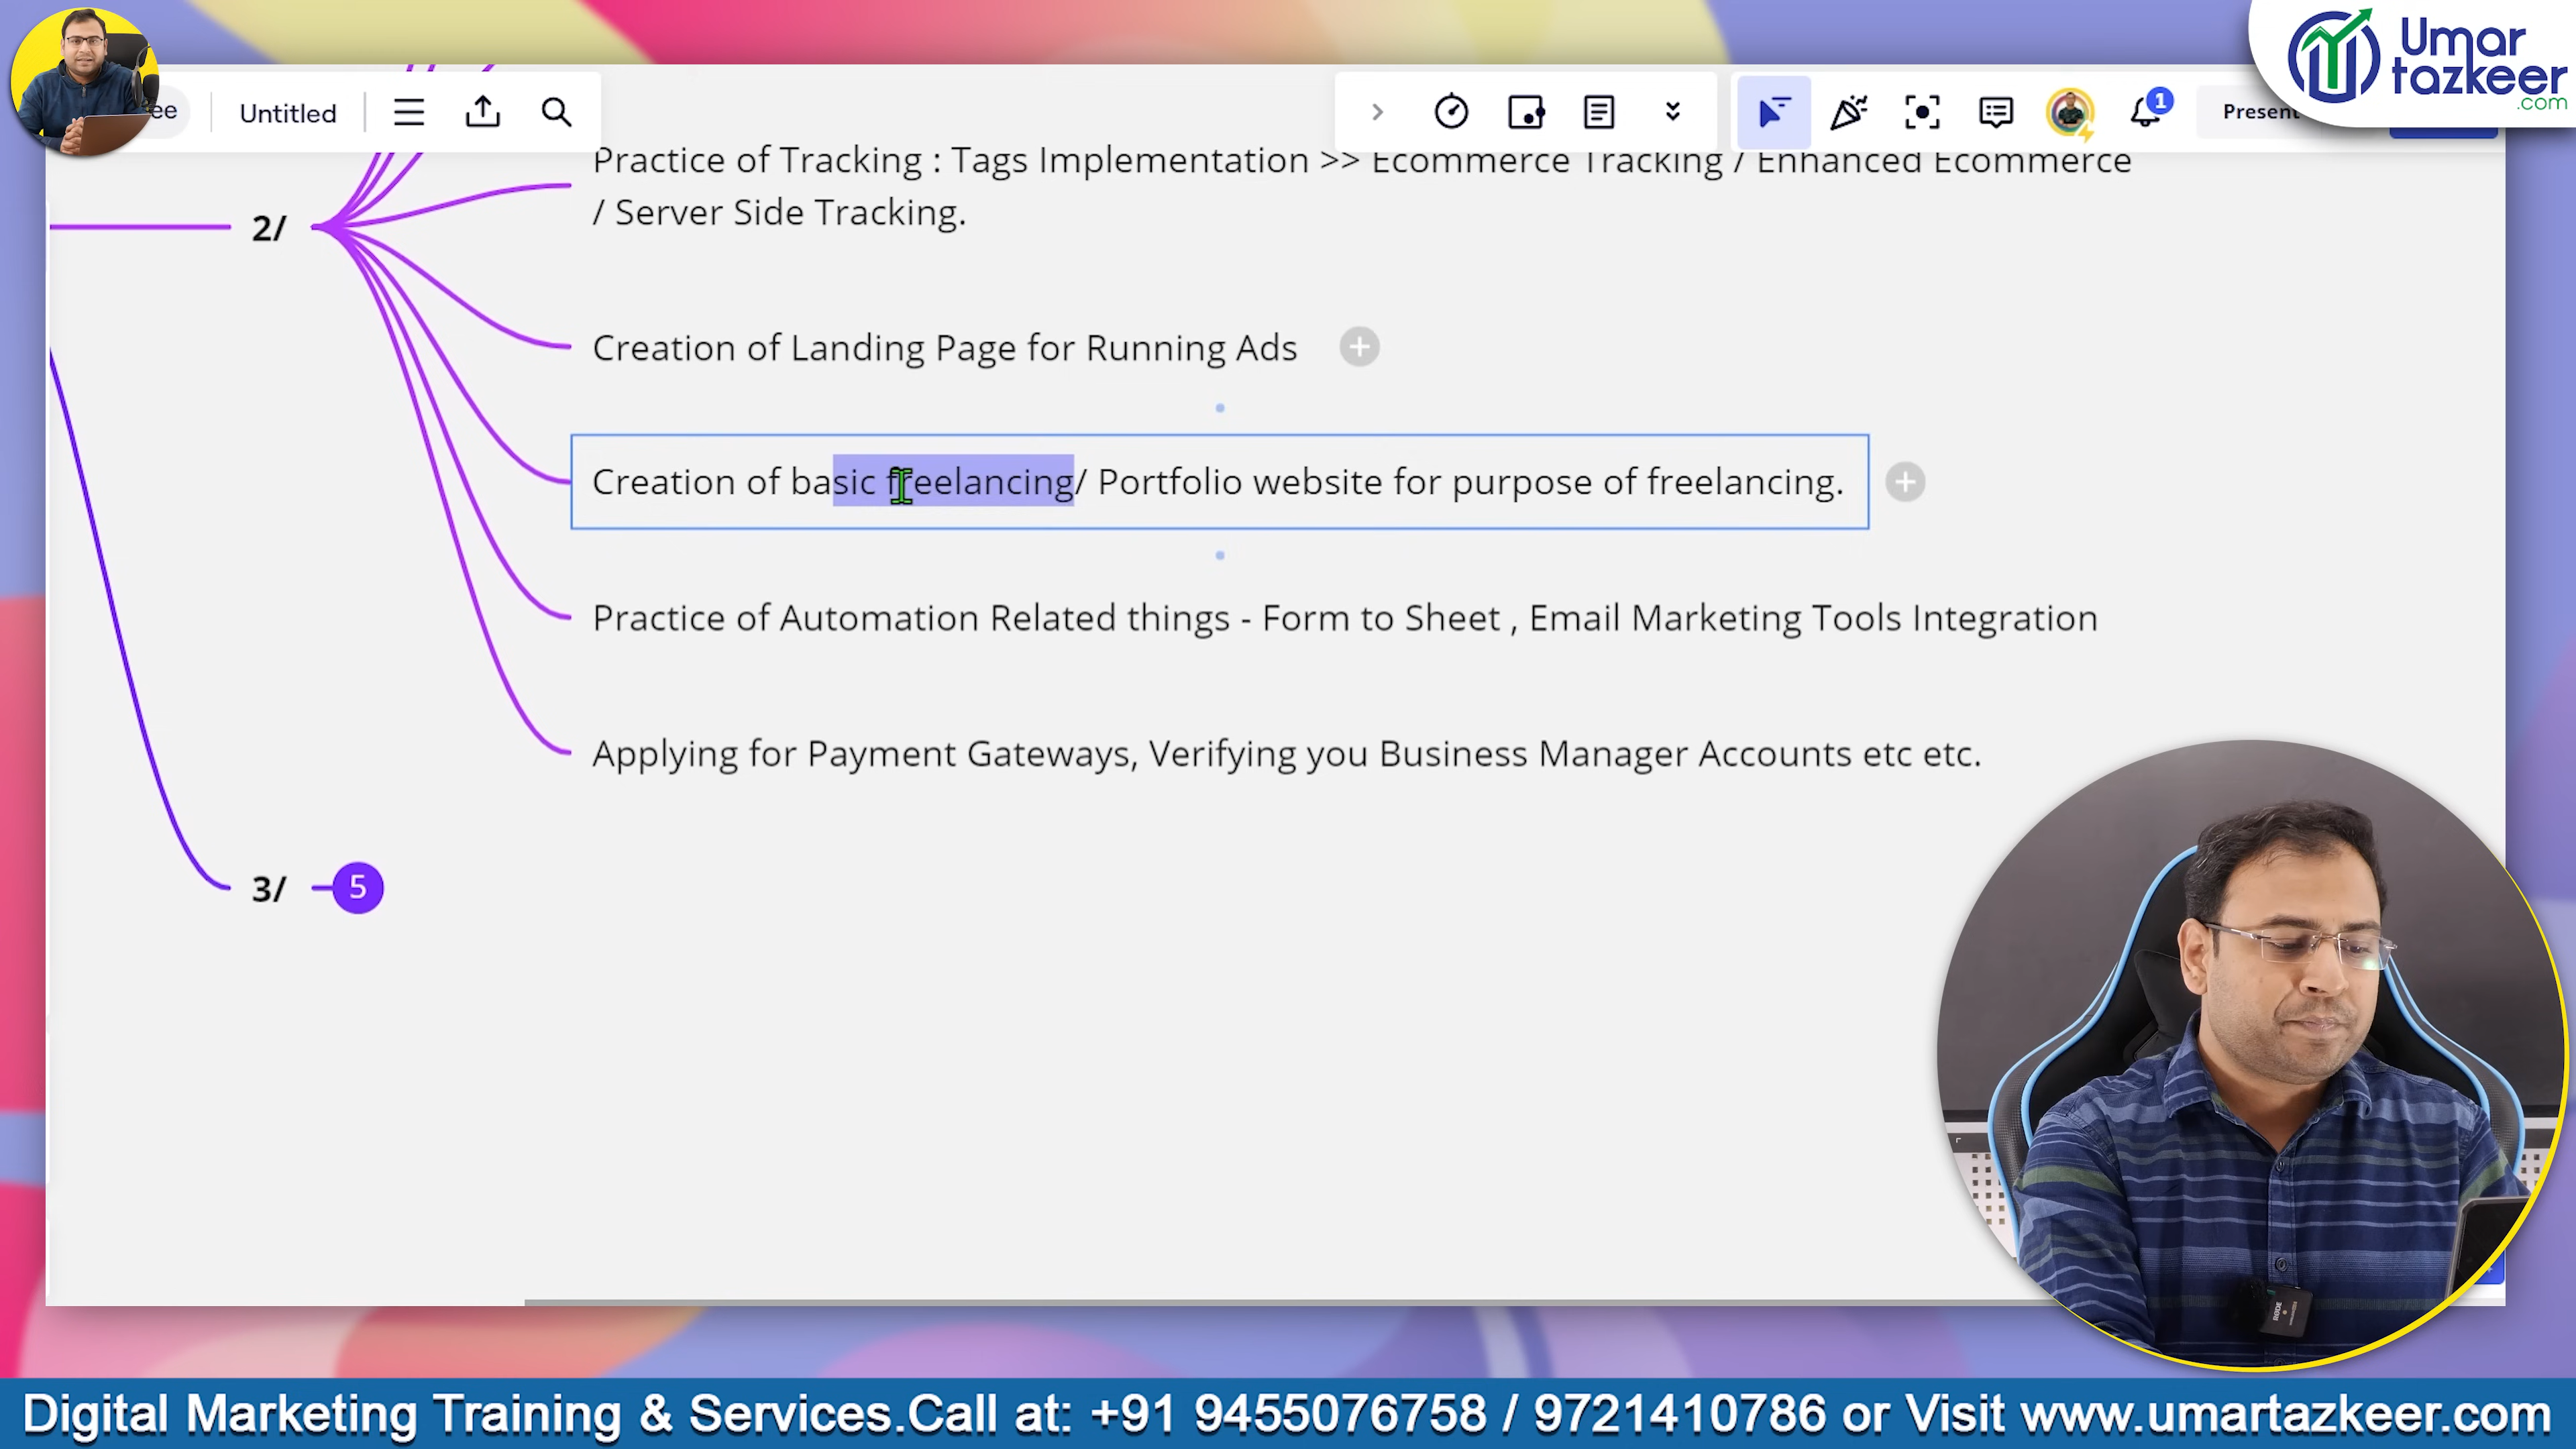 ee
Untitled
1
Present
Umar
tazkeer
.com
Practice of Tracking : Tags Implementation >> Ecommerce Tracking / Enhanced Ecommerce
/ Server Side Tracking.
2/
Creation of Landing Page for Running Ads
Creation of basic freelancing/ Portfolio website for purpose of freelancing.
Practice of Automation Related things - Form to Sheet , Email Marketing Tools Integration
Applying for Payment Gateways, Verifying you Business Manager Accounts etc etc.
3/ 5
RODE
Digital Marketing Training & Services.Call at: +91 9455076758 / 9721410786 or Visit www.umartazkeer.com